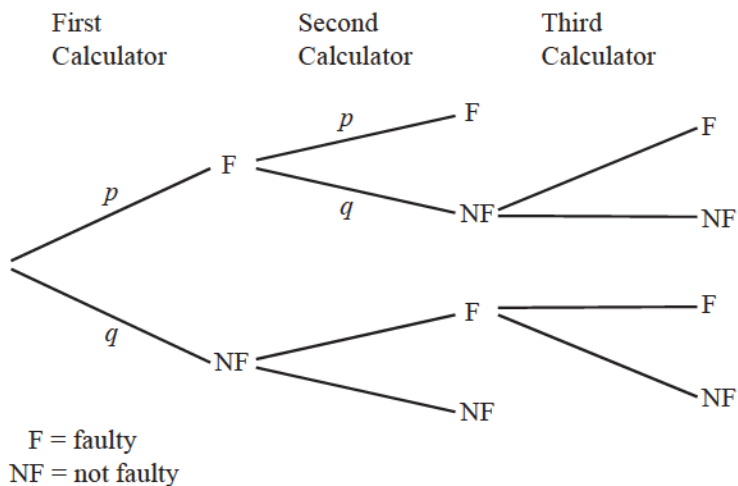 First
Calculator
Second
Calculator
Third
Calculator
F
p
F
p
F
q
NF
NF
F
F
q
NF
NF
NF
F = faulty
NF = not faulty